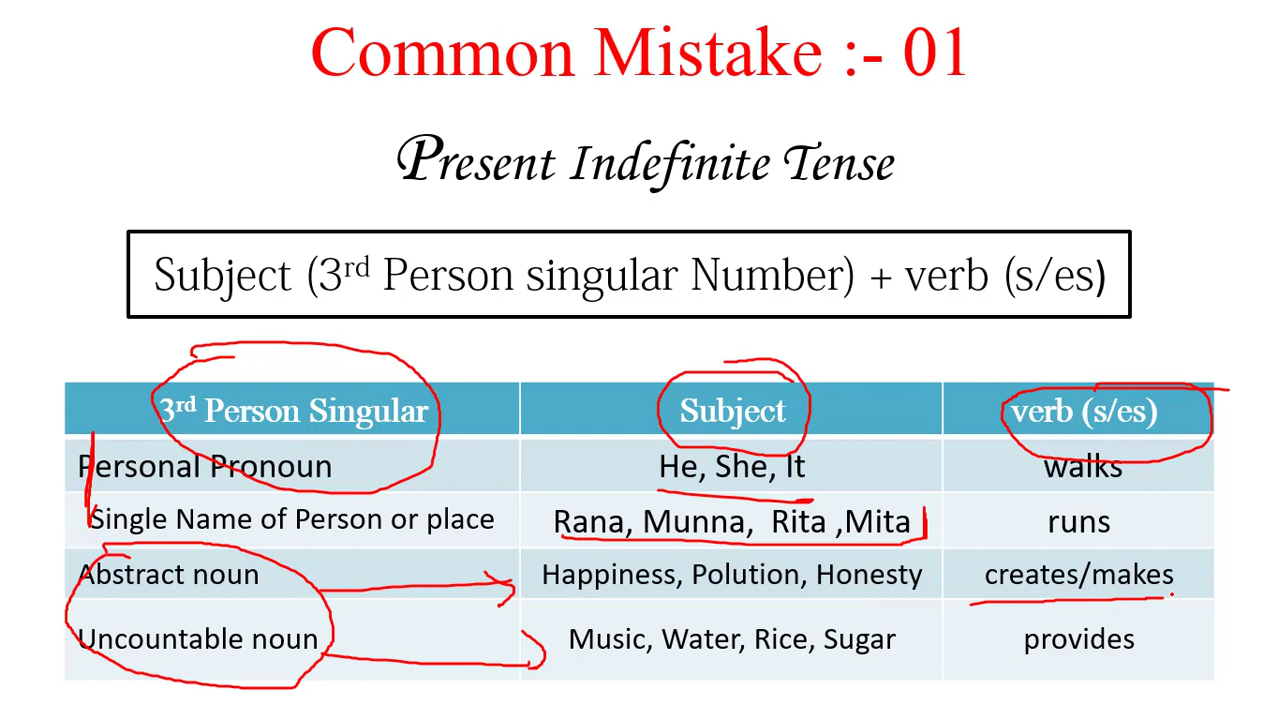 Common Mistake :- 01
Present Indefinite Tense
Subject (3rd Person singular Number) + verb (s/es)
3rd Person Singular Subject verb (s/es)
Personal Pronoun He, She, It walks
Single Name of Person or place Rana, Munna, Rita ,Mita runs
Abstract noun Happiness, Polution, Honesty creates/makes
Uncountable noun Music, Water, Rice, Sugar provides